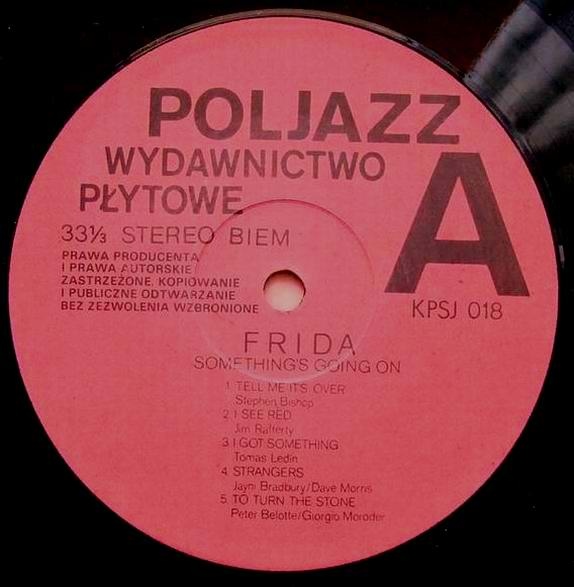 POLJAZZ
WYDAWNICTWO
PŁYTOWE
A
33⅓ STEREO BIEM
PRAWA PRODUCENTA
I PRAWA AUTORSKIE
ZASTRZEŻONE, KOPIOWANIE
I PUBLICZNE ODTWARZANIE
BEZ ZEZWOLENIA WZBRONIONE
KPSJ 018
FRIDA
SOMETHING'S GOING ON
1. TELL ME IT'S OVER
Stephen Bishop
2. I SEE RED
Jim Rafferty
3. I GOT SOMETHING
Tomas Ledin
4. STRANGERS
Jayni Bradbury/Dave Morris
5. TO TURN THE STONE
Peter Belotte/Giorgio Moroder